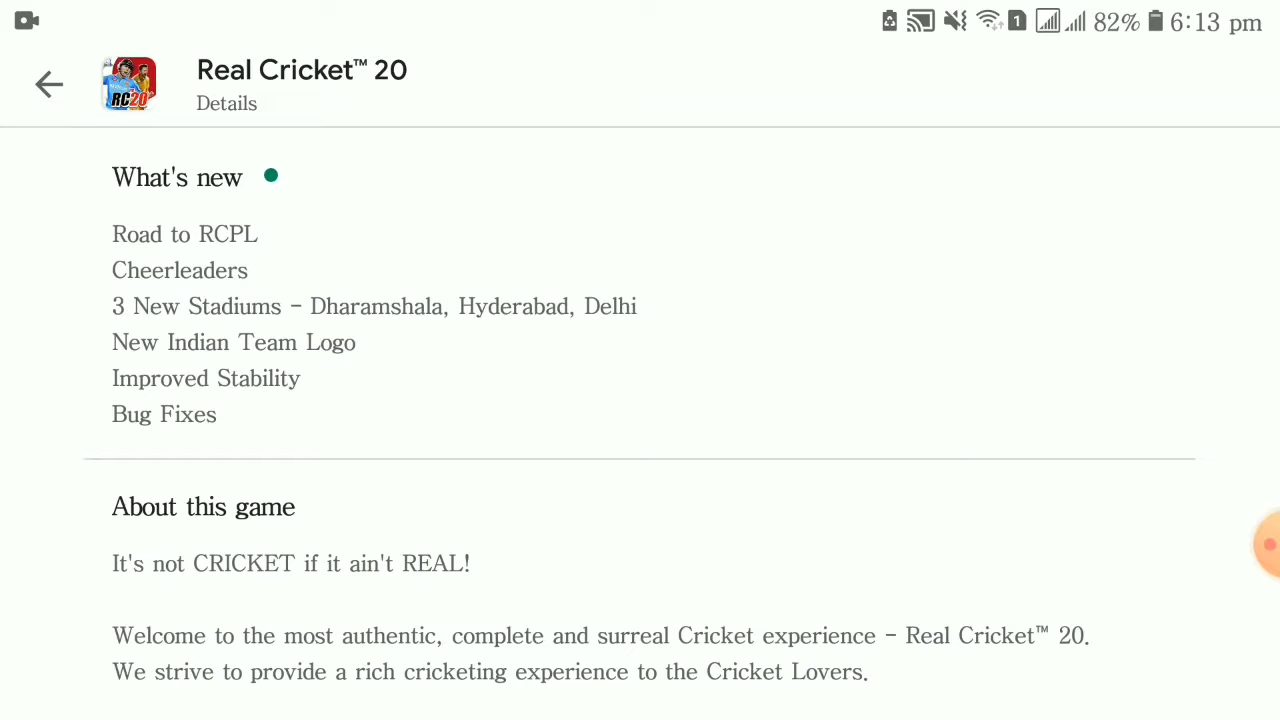 1 82% 6:13 pm
Real Cricket™ 20
RC20
Details
What's new
Road to RCPL
Cheerleaders
3 New Stadiums - Dharamshala, Hyderabad, Delhi
New Indian Team Logo
Improved Stability
Bug Fixes
About this game
It's not CRICKET if it ain't REAL!
Welcome to the most authentic, complete and surreal Cricket experience - Real Cricket™ 20.
We strive to provide a rich cricketing experience to the Cricket Lovers.